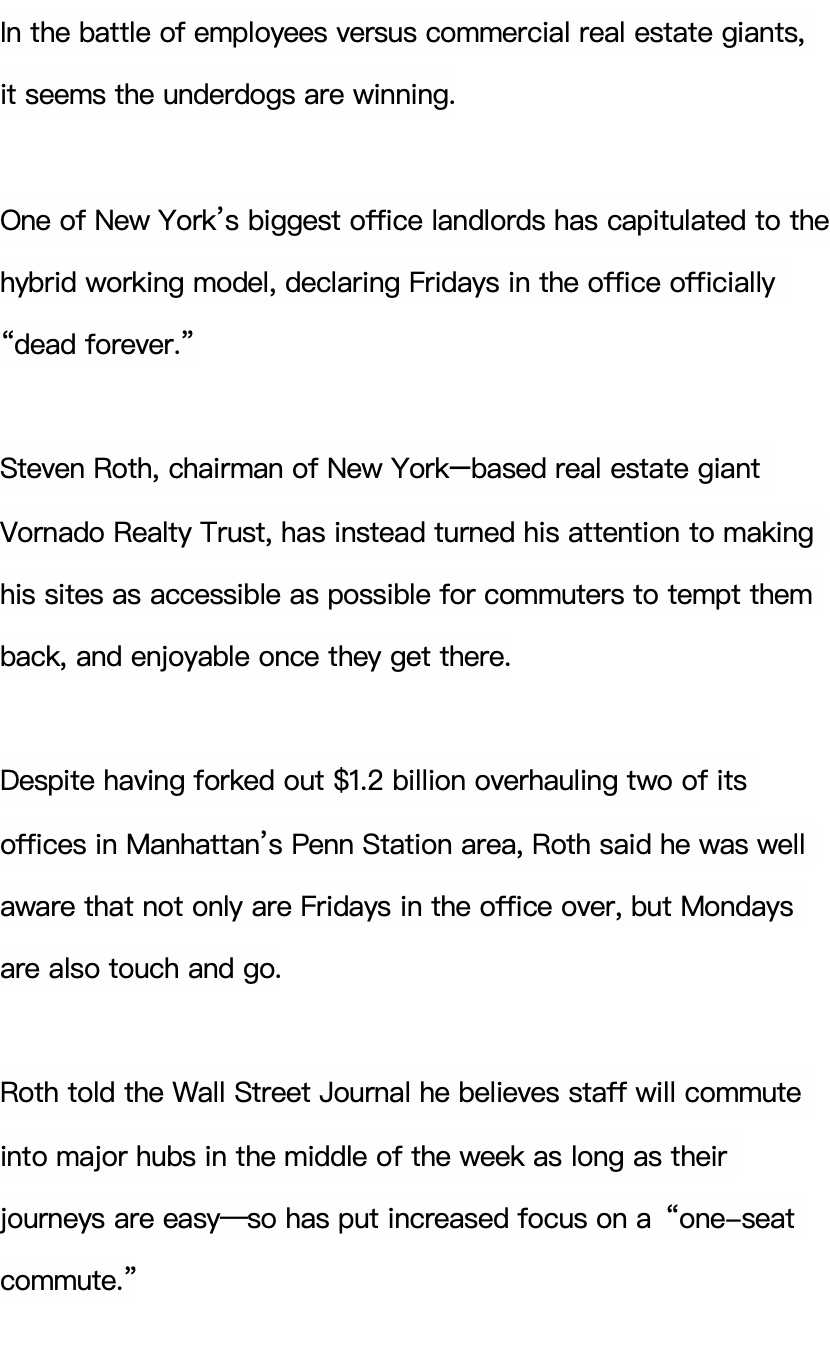 In the battle of employees versus commercial real estate giants,
it seems the underdogs are winning.
One of New York’s biggest office landlords has capitulated to the
hybrid working model, declaring Fridays in the office officially
“dead forever.”
Steven Roth, chairman of New York–based real estate giant
Vornado Realty Trust, has instead turned his attention to making
his sites as accessible as possible for commuters to tempt them
back, and enjoyable once they get there.
Despite having forked out $1.2 billion overhauling two of its
offices in Manhattan’s Penn Station area, Roth said he was well
aware that not only are Fridays in the office over, but Mondays
are also touch and go.
Roth told the Wall Street Journal he believes staff will commute
into major hubs in the middle of the week as long as their
journeys are easy—so has put increased focus on a “one-seat
commute.”